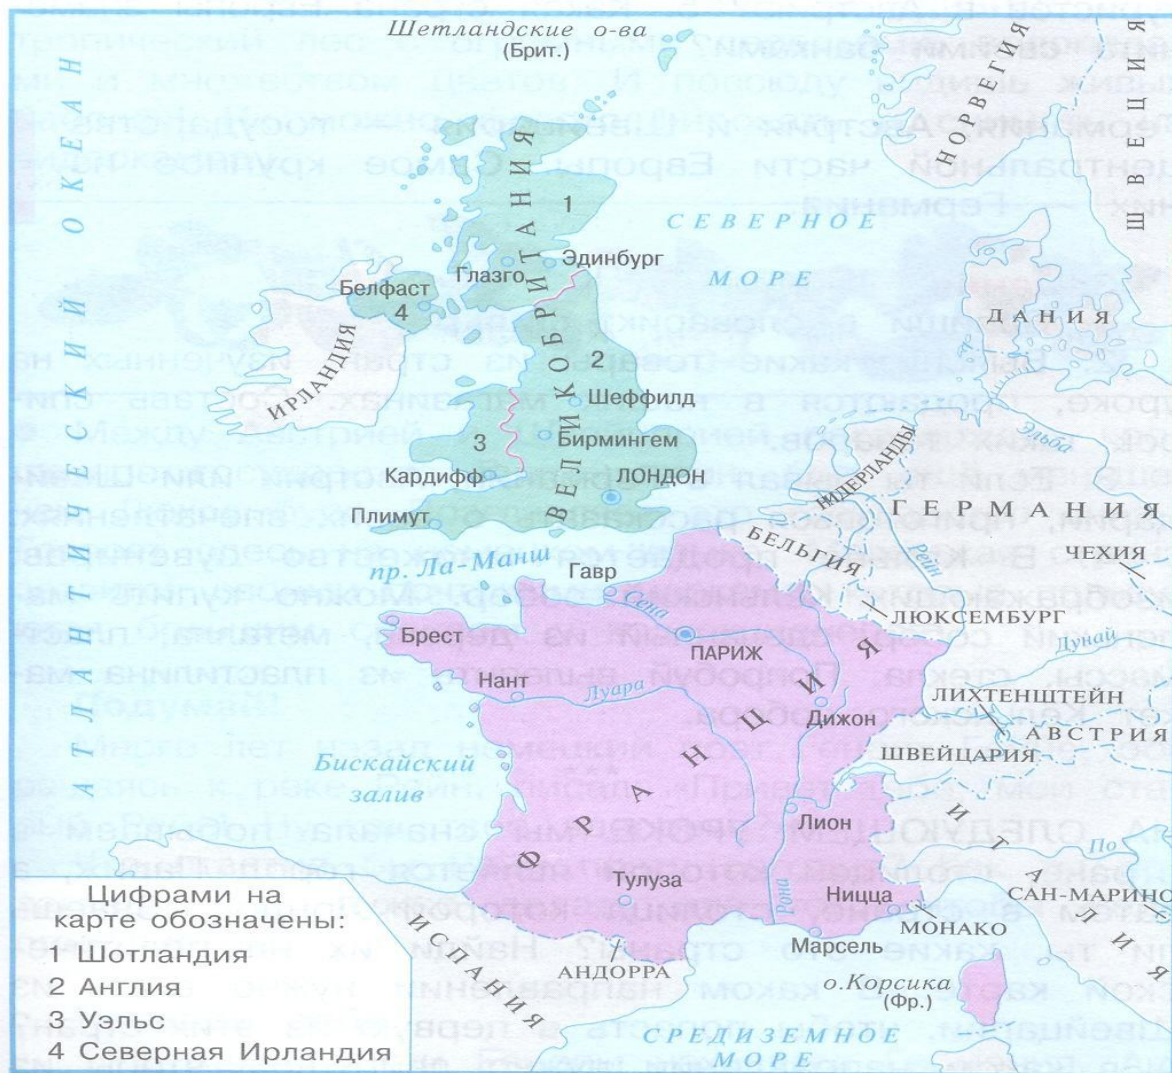 Шетландские о-ва
(Брит.)
АТЛАНТИЧЕСКИЙ ОКЕАН
НОРВЕГИЯ
ШВЕЦИЯ
СЕВЕРНОЕ
МОРЕ
1
Глазго
Эдинбург
Белфаст
4
ИРЛАНДИЯ
ВЕЛИКОБРИТАНИЯ
ДАНИЯ
2
Шеффилд
3
Бирмингем
Кардифф
ЛОНДОН
Плимут
Эльба
НИДЕРЛАНДЫ
ГЕРМАНИЯ
БЕЛЬГИЯ
Рейн
ЧЕХИЯ
пр. Ла-Манш
Гавр
Сена
ЛЮКСЕМБУРГ
Брест
ПАРИЖ
Дунай
Нант
Луара
ФРАНЦИЯ
Дижон
ЛИХТЕНШТЕЙН
АВСТРИЯ
ШВЕЙЦАРИЯ
Бискайский
залив
Лион
ИТАЛИЯ
По
Тулуза
Рона
Ницца
САН-МАРИНО
МОНАКО
Марсель
ИСПАНИЯ
АНДОРРА
о. Корсика
(Фр.)
СРЕДИЗЕМНОЕ
МОРЕ
Цифрами на
карте обозначены:
1 Шотландия
2 Англия
3 Уэльс
4 Северная Ирландия